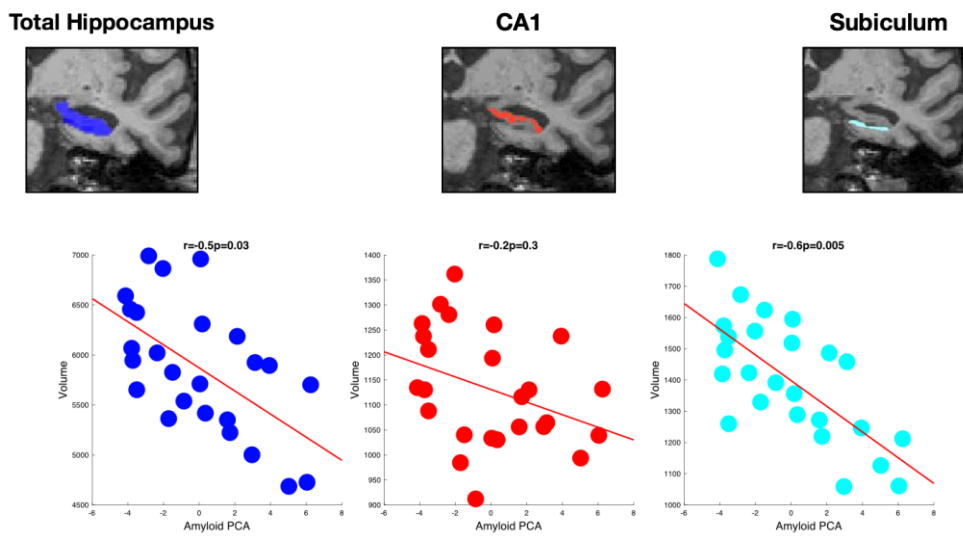 Total Hippocampus
CA1
Subiculum
r=-0.5p=0.03
7000
6500
6000
5500
5000
4500
Volume
-6 -4 -2 0 2 4 6 8
Amyloid PCA
r=-0.2p=0.3
1400
1350
1300
1250
1200
1150
1100
1050
1000
950
900
Volume
-6 -4 -2 0 2 4 6 8
Amyloid PCA
r=-0.6p=0.005
1800
1700
1600
1500
1400
1300
1200
1100
1000
Volume
-6 -4 -2 0 2 4 6 8
Amyloid PCA